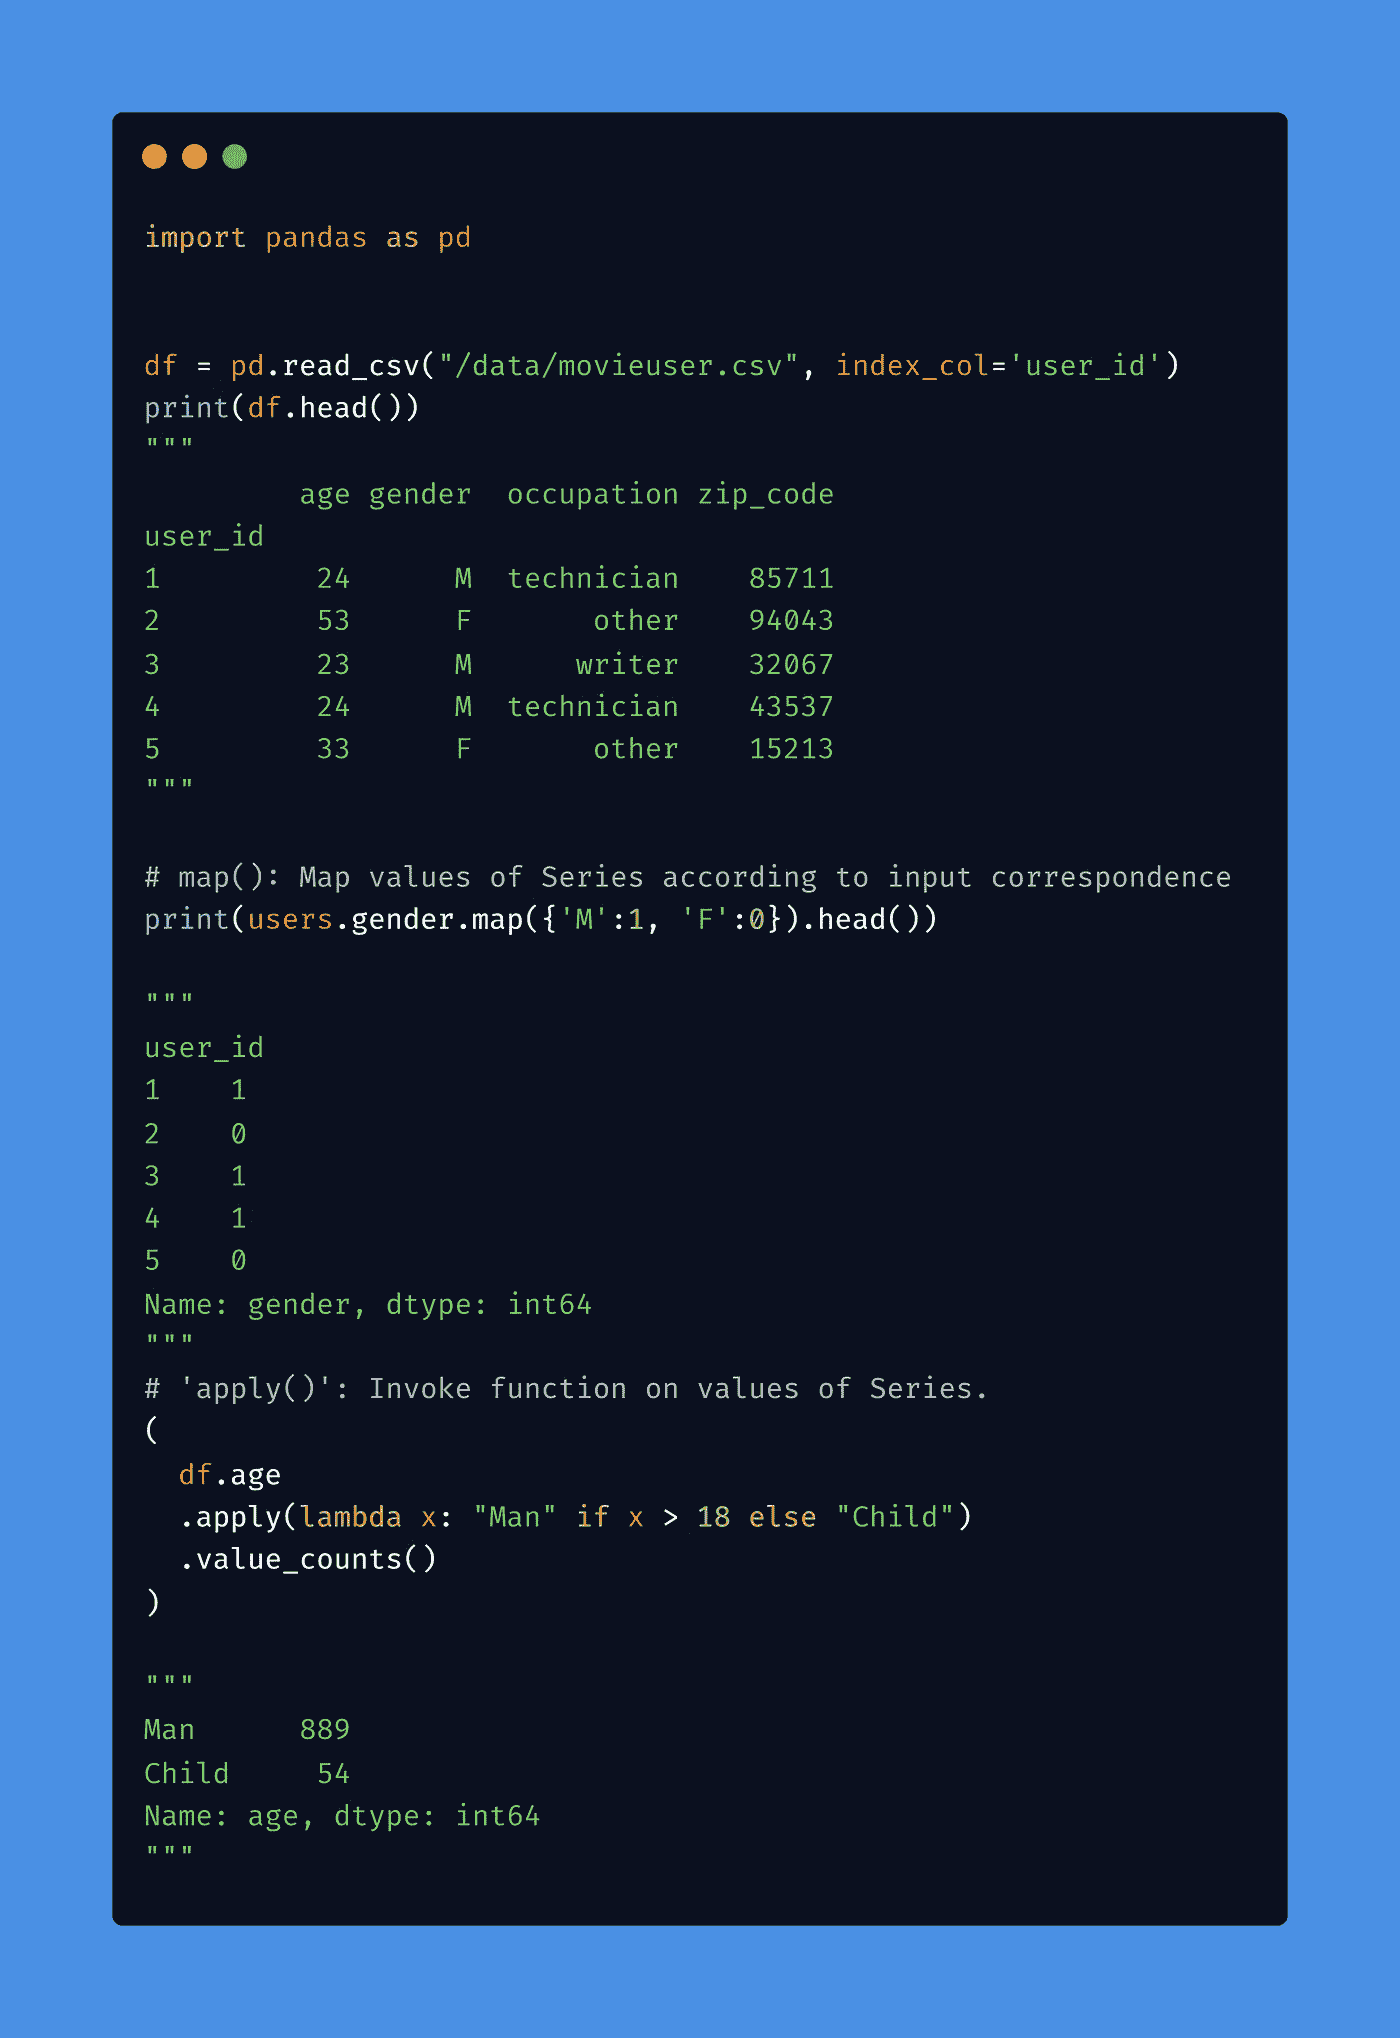 import pandas as pd
df = pd.read_csv("/data/movieuser.csv", index_col='user_id')
print(df.head())
"""
         age gender  occupation zip_code
user_id
1         24      M  technician    85711
2         53      F       other    94043
3         23      M      writer    32067
4         24      M  technician    43537
5         33      F       other    15213
"""
# map(): Map values of Series according to input correspondence
print(users.gender.map({'M':1, 'F':0}).head())
"""
user_id
1    1
2    0
3    1
4    1
5    0
Name: gender, dtype: int64
"""
# 'apply()': Invoke function on values of Series.
(
  df.age
  .apply(lambda x: "Man" if x > 18 else "Child")
  .value_counts()
)
"""
Man      889
Child     54
Name: age, dtype: int64
"""